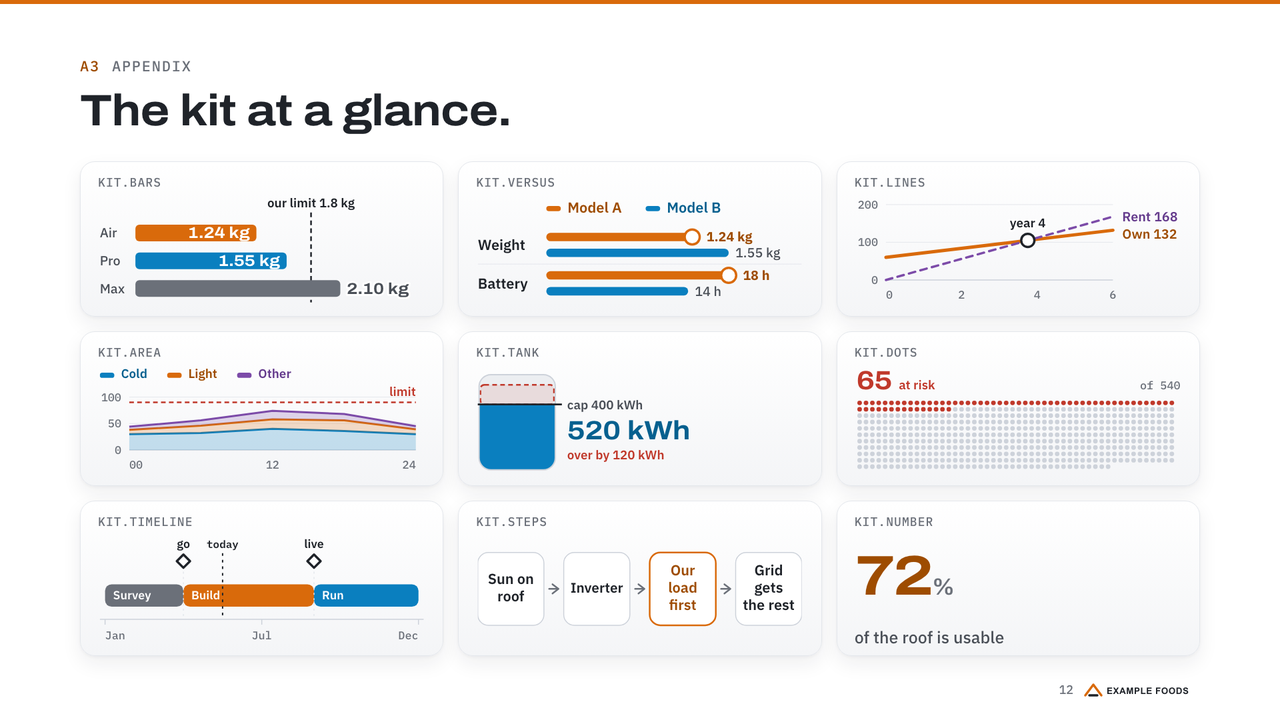 A3 APPENDIX
The kit at a glance.
KIT.BARS
our limit 1.8 kg
Air 1.24 kg
Pro 1.55 kg
Max 2.10 kg
KIT.VERSUS
Model A Model B
Weight 1.24 kg
1.55 kg
Battery 18 h
14 h
KIT.LINES
200
100
0
year 4
Rent 168
Own 132
0 2 4 6
KIT.AREA
Cold Light Other
limit
100
50
0
00 12 24
KIT.TANK
cap 400 kWh
520 kWh
over by 120 kWh
KIT.DOTS
65 at risk of 540
KIT.TIMELINE
go today live
Survey Build Run
Jan Jul Dec
KIT.STEPS
Sun on
roof
Inverter
Our
load
first
Grid
gets
the rest
KIT.NUMBER
72%
of the roof is usable
12 EXAMPLE FOODS